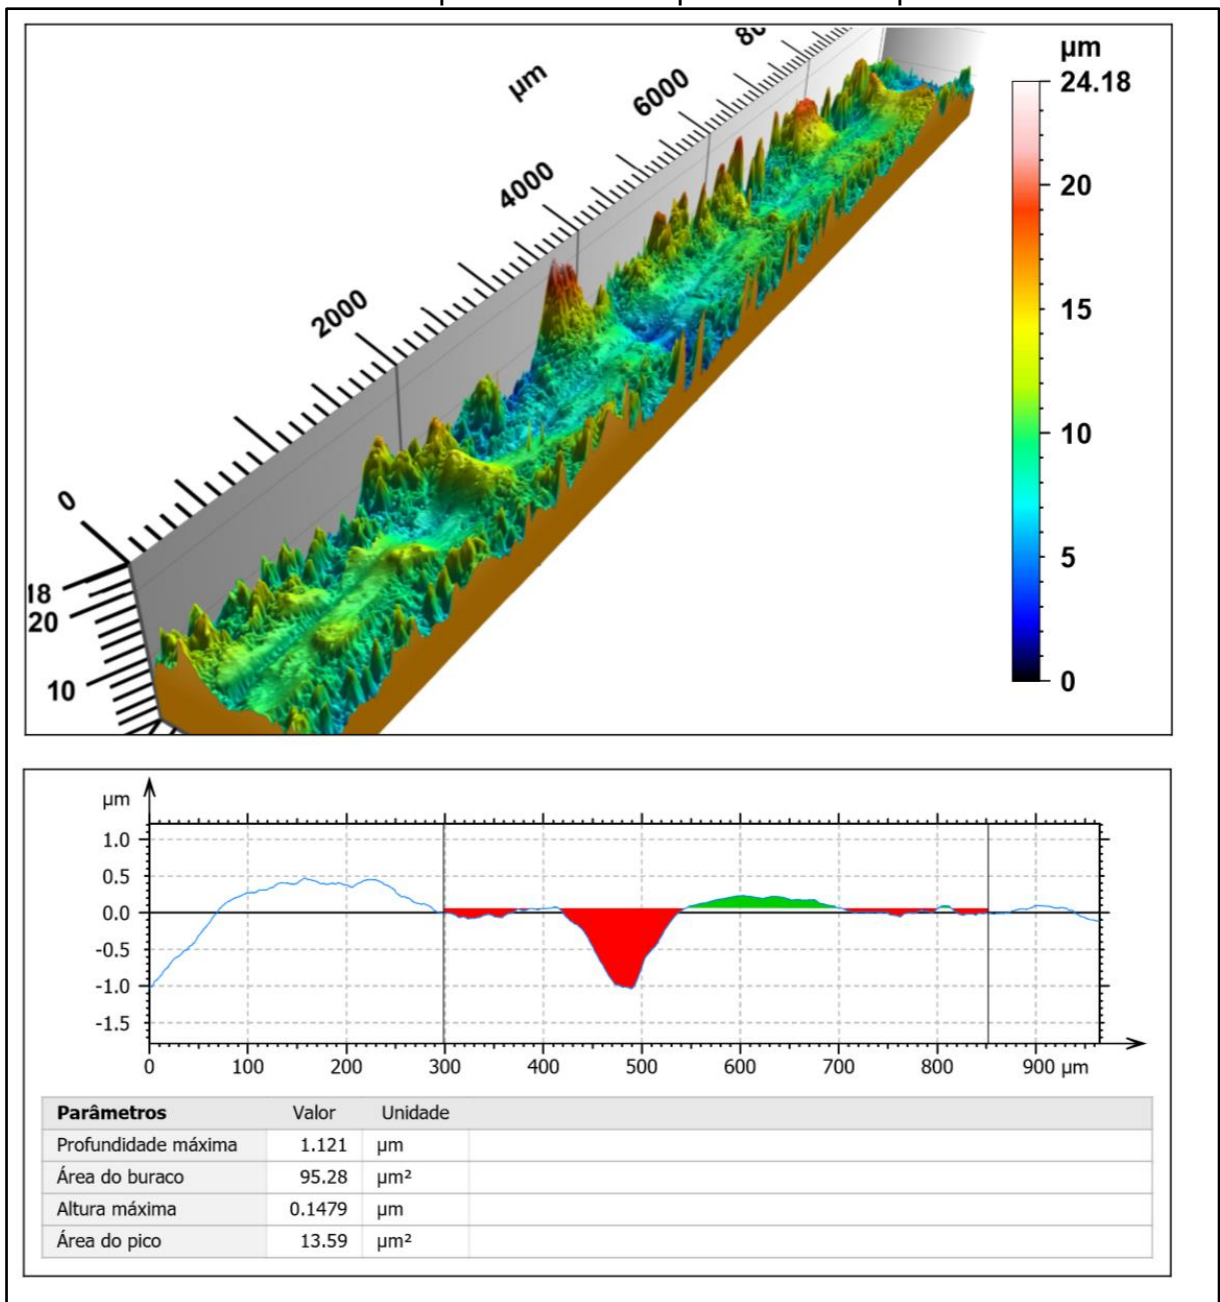 µm
24.18
20
15
10
5
0
µm
6000
4000
2000
0
18
20
10
µm
1.0
0.5
0.0
-0.5
-1.0
-1.5
0 100 200 300 400 500 600 700 800 900 µm
Parâmetros Valor Unidade
Profundidade máxima 1.121 µm
Área do buraco 95.28 µm²
Altura máxima 0.1479 µm
Área do pico 13.59 µm²